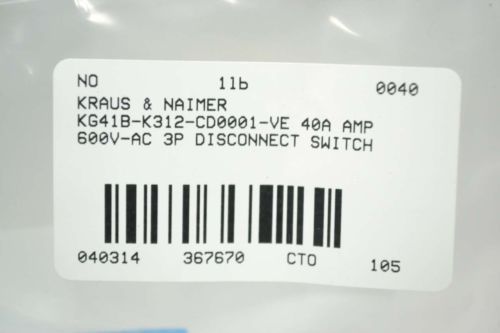 NO 1lb 0040
KRAUS & NAIMER
KG41B-K312-CD0001-VE 40A AMP
600V-AC 3P DISCONNECT SWITCH
040314 367670 CTO 105